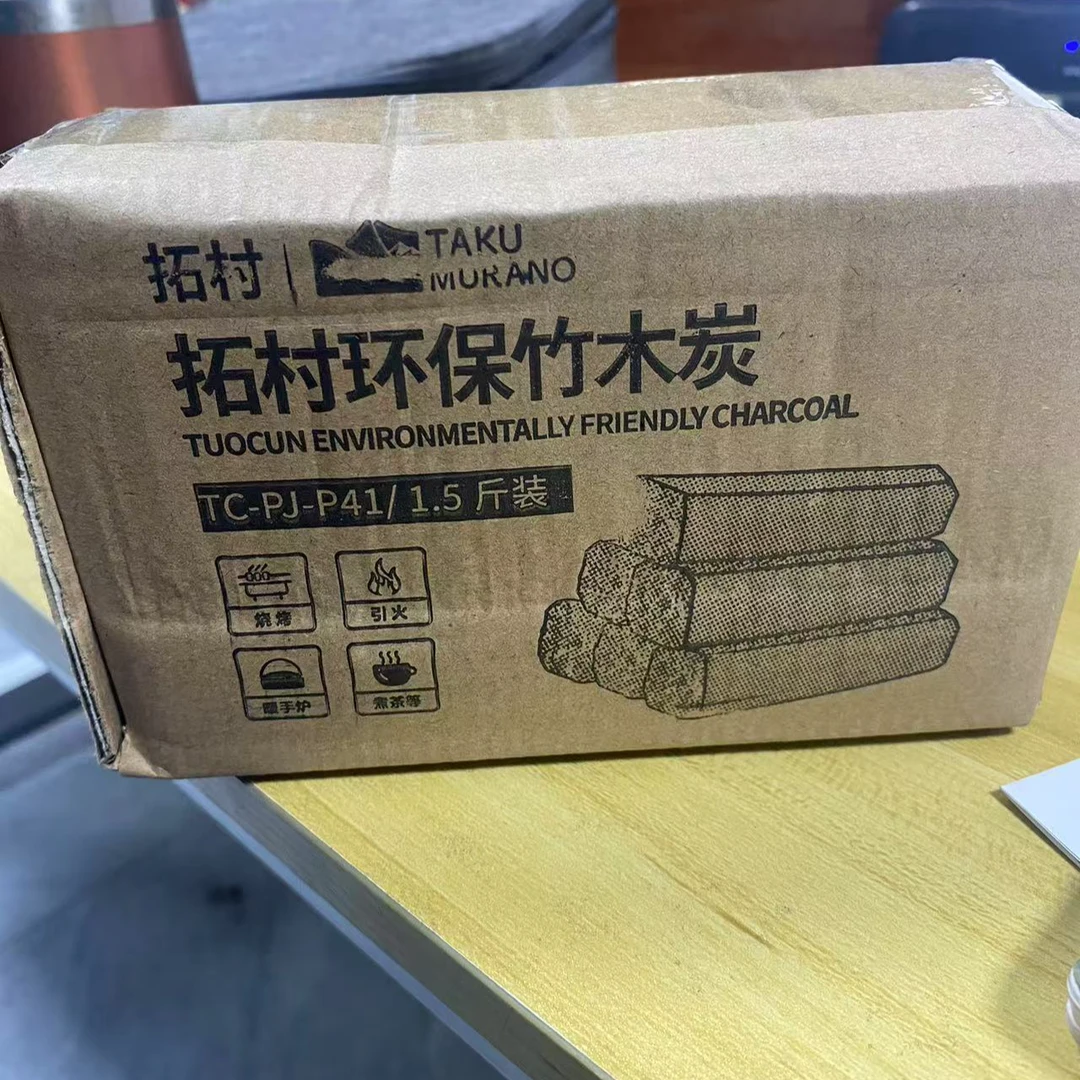 拓村 | TAKU
MURANO
拓村环保竹木炭
TUOCUN ENVIRONMENTALLY FRIENDLY CHARCOAL
TC-PJ-P41/ 1.5 斤装
烧烤
引火
暖手炉
煮茶等